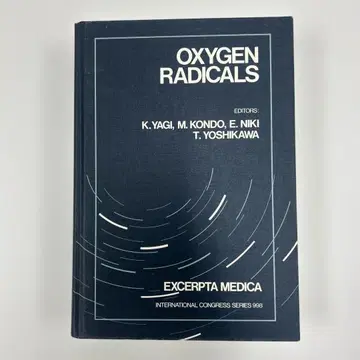 OXYGEN
RADICALS
EDITORS:
K. YAGI, M. KONDO, E. NIKI
T. YOSHIKAWA
EXCERPTA MEDICA
INTERNATIONAL CONGRESS SERIES 998